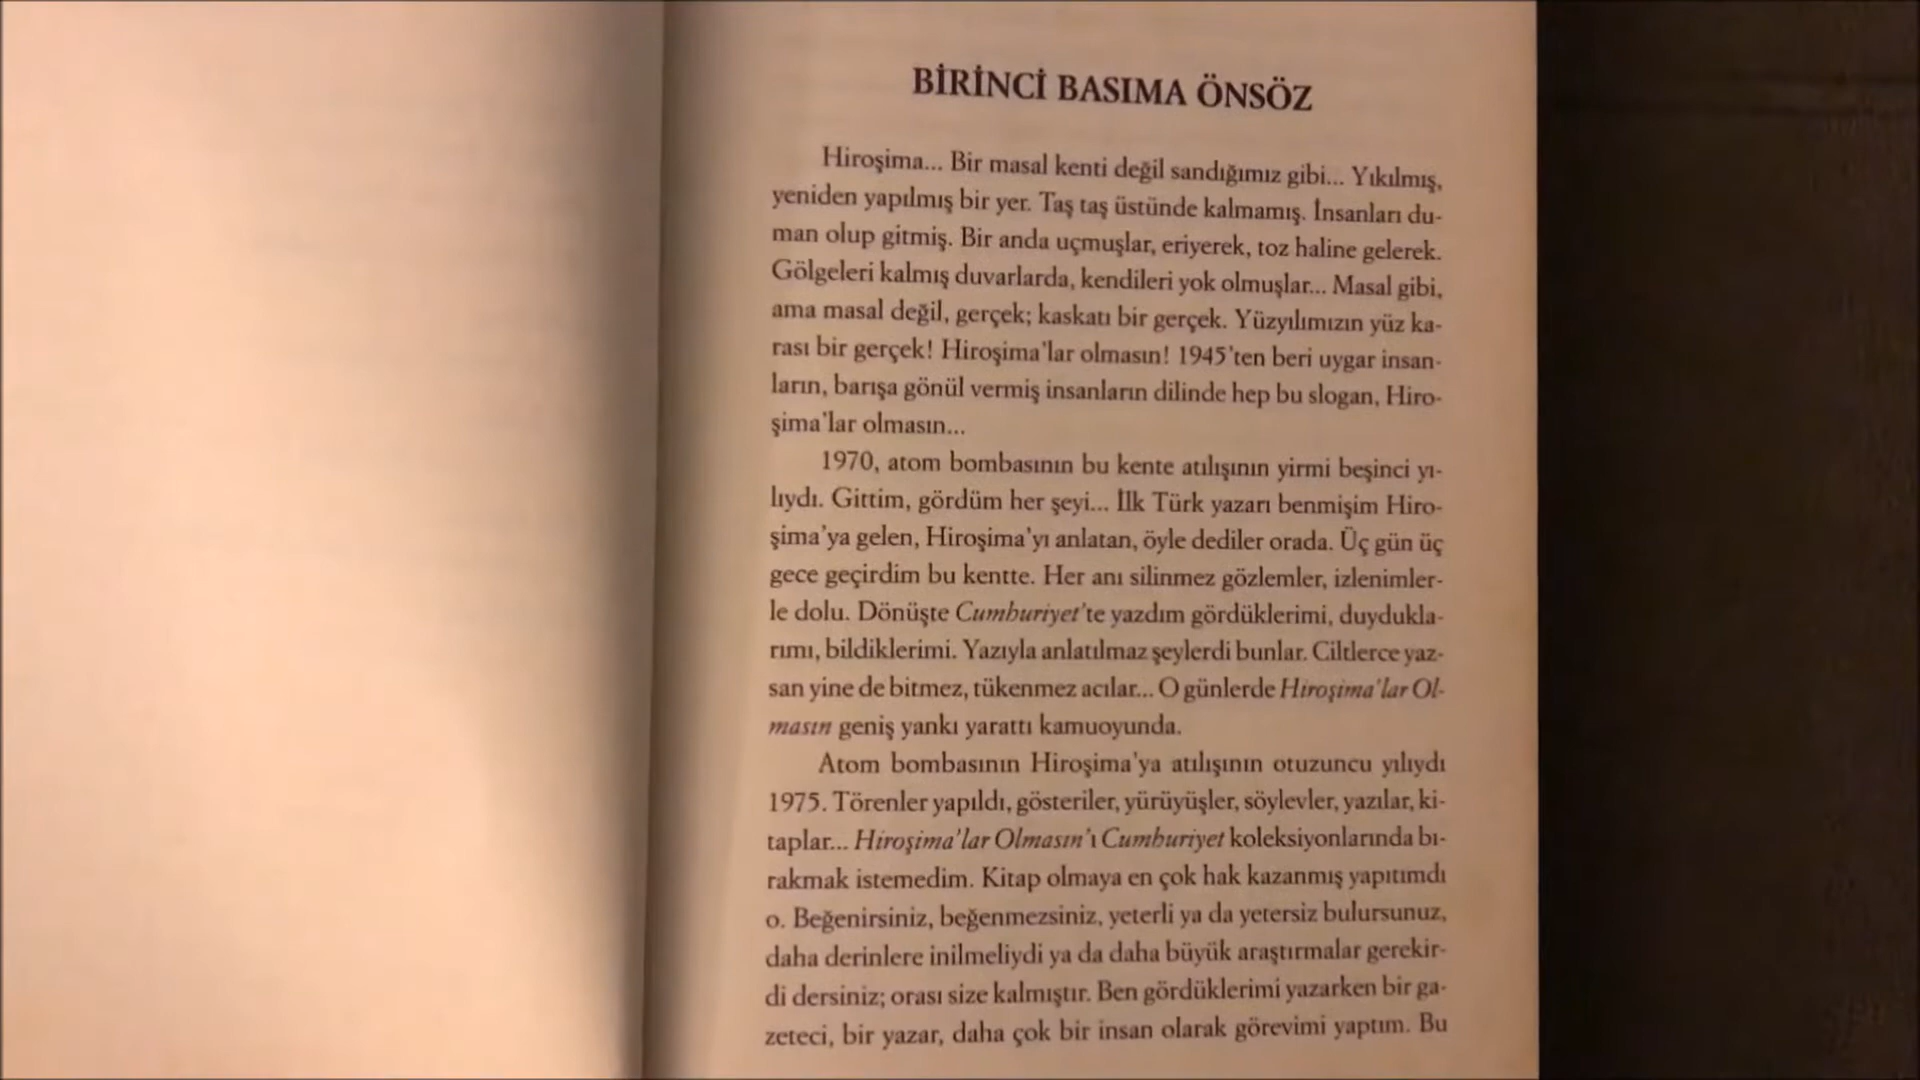 BİRİNCİ BASIMA ÖNSÖZ
Hiroşima... Bir masal kenti değil sandığımız gibi... Yıkılmış,
yeniden yapılmış bir yer. Taş taş üstünde kalmamış. İnsanları du-
man olup gitmiş. Bir anda uçmuşlar, eriyerek, toz haline gelerek.
Gölgeleri kalmış duvarlarda, kendileri yok olmuşlar... Masal gibi,
ama masal değil, gerçek; kaskatı bir gerçek. Yüzyılımızın yüz ka-
rası bir gerçek! Hiroşima'lar olmasın! 1945'ten beri uygar insan-
ların, barışa gönül vermiş insanların dilinde hep bu slogan, Hiro-
şima'lar olmasın...
1970, atom bombasının bu kente atılışının yirmi beşinci yı-
lıydı. Gittim, gördüm her şeyi... İlk Türk yazarı benmişim Hiro-
şima'ya gelen, Hiroşima'yı anlatan, öyle dediler orada. Üç gün üç
gece geçirdim bu kentte. Her anı silinmez gözlemler, izlenimler-
le dolu. Dönüşte Cumhuriyet'te yazdım gördüklerimi, duydukla-
rımı, bildiklerimi. Yazıyla anlatılmaz şeylerdi bunlar. Ciltlerce yaz-
san yine de bitmez, tükenmez acılar... O günlerde Hiroşima'lar Ol-
masın geniş yankı yarattı kamuoyunda.
Atom bombasının Hiroşima'ya atılışının otuzuncu yılıydı
1975. Törenler yapıldı, gösteriler, yürüyüşler, söylevler, yazılar, ki-
taplar... Hiroşima'lar Olmasın'ı Cumhuriyet koleksiyonlarında bı-
rakmak istemedim. Kitap olmaya en çok hak kazanmış yapıtımdı
o. Beğenirsiniz, beğenmezsiniz, yeterli ya da yetersiz bulursunuz,
daha derinlere inilmeliydi ya da daha büyük araştırmalar gerekir-
di dersiniz; orası size kalmıştır. Ben gördüklerimi yazarken bir ga-
zeteci, bir yazar, daha çok bir insan olarak görevimi yaptım. Bu